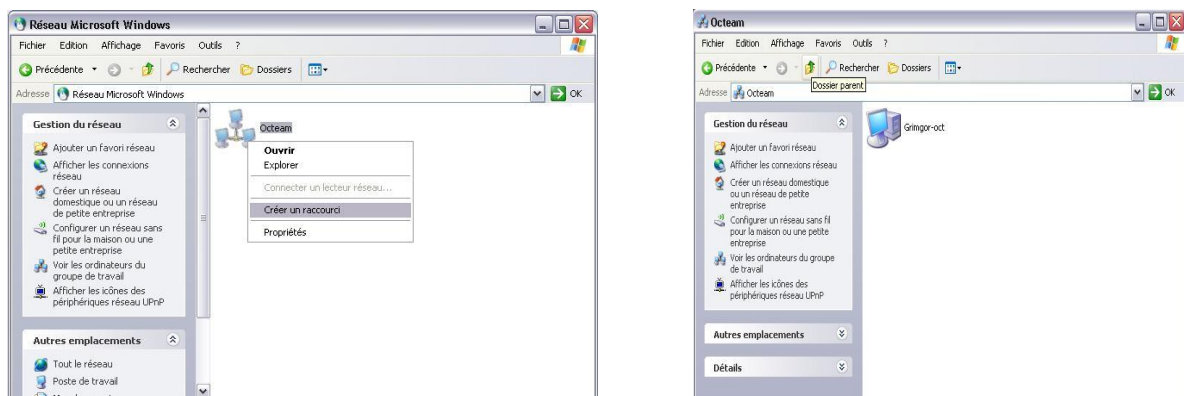 Réseau Microsoft Windows
Fichier Edition Affichage Favoris Outils ?
Précédente Rechercher Dossiers
Adresse Réseau Microsoft Windows OK
Gestion du réseau
Ajouter un favori réseau
Afficher les connexions
réseau
Créer un réseau
domestique ou un réseau
de petite entreprise
Configurer un réseau sans
fil pour la maison ou une
petite entreprise
Voir les ordinateurs du
groupe de travail
Afficher les icônes des
périphériques réseau UPnP
Autres emplacements
Tout le réseau
Poste de travail
Octeam
Ouvrir
Explorer
Connecter un lecteur réseau...
Créer un raccourci
Propriétés
Octeam
Fichier Edition Affichage Favoris Outils ?
Précédente Rechercher Dossiers
Dossier parent
Adresse Octeam OK
Gestion du réseau
Ajouter un favori réseau
Afficher les connexions réseau
Créer un réseau domestique
ou un réseau de petite
entreprise
Configurer un réseau sans fil
pour la maison ou une petite
entreprise
Voir les ordinateurs du groupe
de travail
Afficher les icônes des
périphériques réseau UPnP
Autres emplacements
Détails
Grimgor-oct